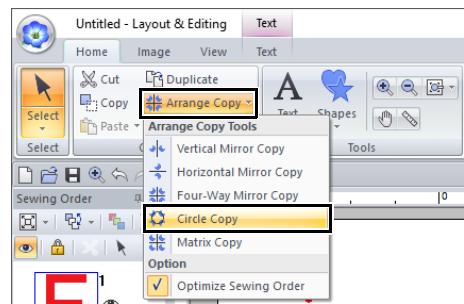 Untitled - Layout & Editing Text
Home Image View Text
Cut Duplicate
Select Copy Arrange Copy Text Shapes
Paste
Select Tools
Arrange Copy Tools
Vertical Mirror Copy
Horizontal Mirror Copy
Four-Way Mirror Copy
Circle Copy
Matrix Copy
Option
Optimize Sewing Order
Sewing Order 0
E 1